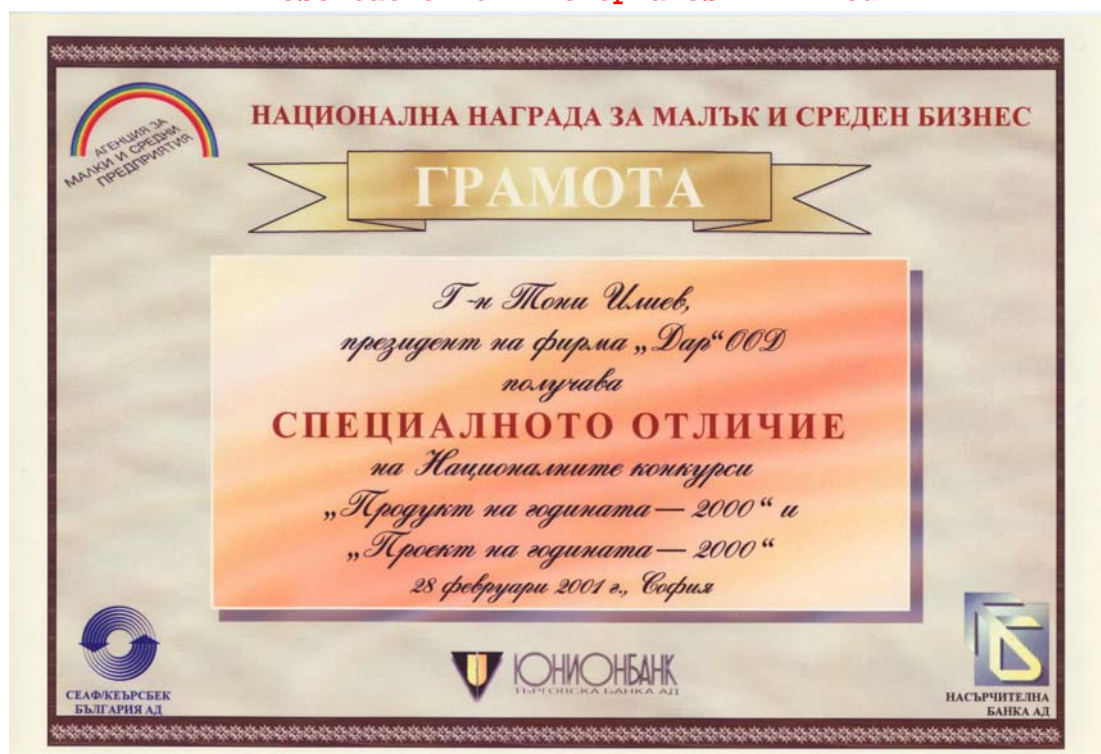 АГЕНЦИЯ ЗА
МАЛКИ И СРЕДНИ
ПРЕДПРИЯТИЯ
НАЦИОНАЛНА НАГРАДА ЗА МАЛЪК И СРЕДЕН БИЗНЕС
ГРАМОТА
Г-н Тони Илиев,
президент на фирма „Дар“ ООД
получава
СПЕЦИАЛНОТО ОТЛИЧИЕ
на Националните конкурси
„Продукт на годината — 2000“ и
„Проект на годината — 2000“
28 февруари 2001 г., София
СЕАФ/КЕЪРСБЕК
БЪЛГАРИЯ АД
ЮНИОНБАНК
ТЪРГОВСКА БАНКА АД
НАСЪРЧИТЕЛНА
БАНКА АД